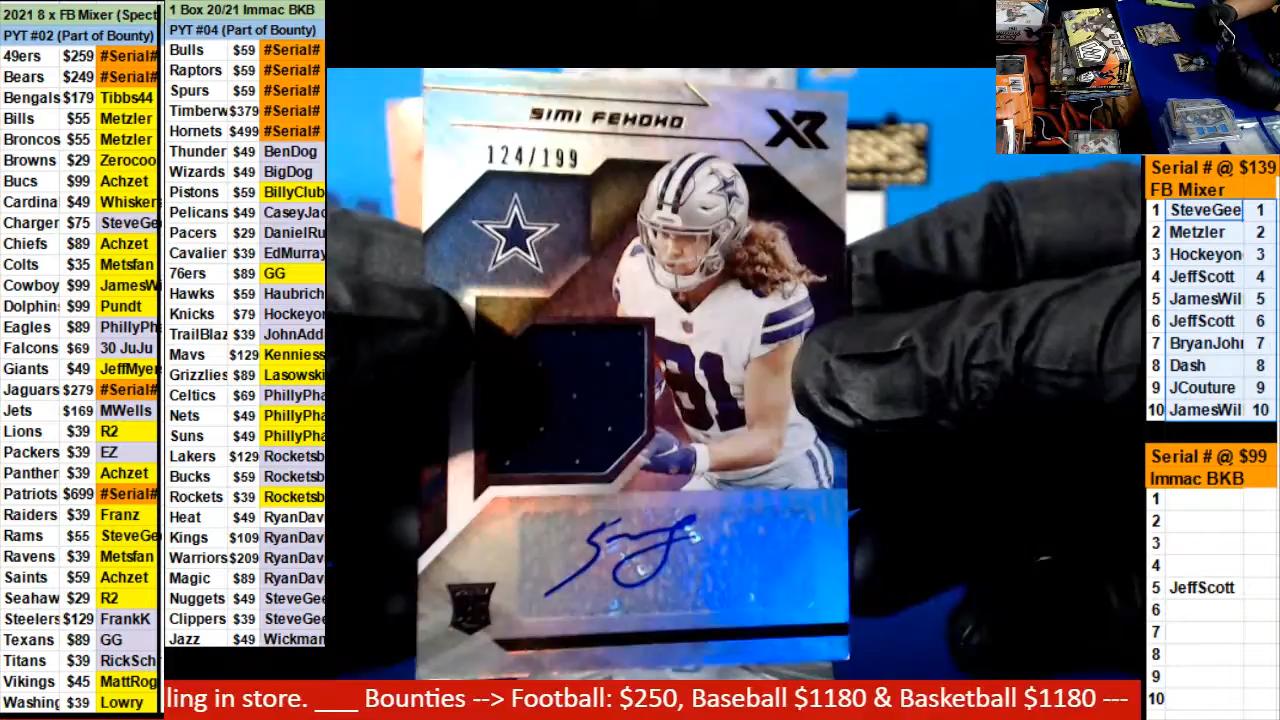 2021 8 x FB Mixer (Spect
PYT #02 (Part of Bounty)
49ers $259 #Serial#
Bears $249 #Serial#
Bengals $179 Tibbs44
Bills $55 Metzler
Broncos $55 Metzler
Browns $29 Zerocoo
Bucs $99 Achzet
Cardina $49 Whiskers
Charger $75 SteveGee
Chiefs $89 Achzet
Colts $35 Metsfan
Cowboy $99 JamesWi
Dolphins $99 Pundt
Eagles $89 PhillyPha
Falcons $69 30 JuJu
Giants $49 JeffMyer
Jaguars $279 #Serial#
Jets $169 MWells
Lions $39 R2
Packers $39 EZ
Panther $39 Achzet
Patriots $699 #Serial#
Raiders $39 Franz
Rams $55 SteveGe
Ravens $39 Metsfan
Saints $59 Achzet
Seahaw $29 R2
Steelers $129 FrankK
Texans $89 GG
Titans $39 RickSch
Vikings $45 MattRog
Washing $39 Lowry
1 Box 20/21 Immac BKB
PYT #04 (Part of Bounty)
Bulls $59 #Serial#
Raptors $59 #Serial#
Spurs $59 #Serial#
Timberw $379 #Serial#
Hornets $499 #Serial#
Thunder $49 BenDog
Wizards $49 BigDog
Pistons $59 BillyClub
Pelicans $49 CaseyJac
Pacers $29 DanielRu
Cavalier $39 EdMurray
76ers $89 GG
Hawks $59 Haubrich
Knicks $79 Hockeyo
TrailBlaz $39 JohnAdd
Mavs $129 Kenniess
Grizzlies $89 Lasowski
Celtics $69 PhillyPha
Nets $49 PhillyPha
Suns $49 PhillyPha
Lakers $129 Rocketsb
Bucks $59 Rocketsb
Rockets $39 Rocketsb
Heat $49 RyanDav
Kings $109 RyanDav
Warriors $209 RyanDav
Magic $89 RyanDav
Nuggets $49 SteveGee
Clippers $39 SteveGee
Jazz $49 Wickman
SIMI FEHOKO
XR
124/199
81
Serial # @ $139
FB Mixer
1 SteveGee 1
2 Metzler 2
3 Hockeyon 3
4 JeffScott 4
5 JamesWil 5
6 JeffScott 6
7 BryanJohn 7
8 Dash 8
9 JCouture 9
10 JamesWil 10
Serial # @ $99
Immac BKB
1
2
3
4
5 JeffScott
6
7
8
9
10
ling in store. ___ Bounties --> Football: $250, Baseball $1180 & Basketball $1180 ---